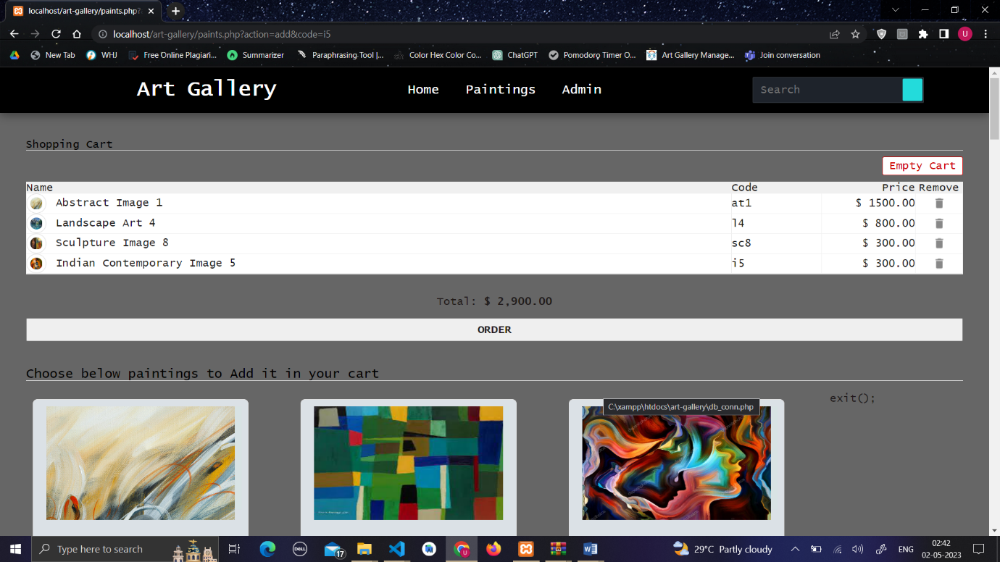 localhost/art-gallery/paints.php?
localhost/art-gallery/paints.php?action=add&code=i5
U
New Tab
WHJ
Free Online Plagiari...
Summarizer
Paraphrasing Tool |...
Color Hex Color Co...
ChatGPT
Pomodoro Timer O...
Art Gallery Manage...
Join conversation
Art Gallery Home Paintings Admin Search
Shopping Cart
Empty Cart
Name Code Price Remove
Abstract Image 1 at1 $ 1500.00
Landscape Art 4 l4 $ 800.00
Sculpture Image 8 sc8 $ 300.00
Indian Contemporary Image 5 i5 $ 300.00
Total: $ 2,900.00
ORDER
Choose below paintings to Add it in your cart
exit();
C:\xampp\htdocs\art-gallery\db_conn.php
Type here to search
DELL
17
U
29°C Partly cloudy
ENG
02:42
02-05-2023